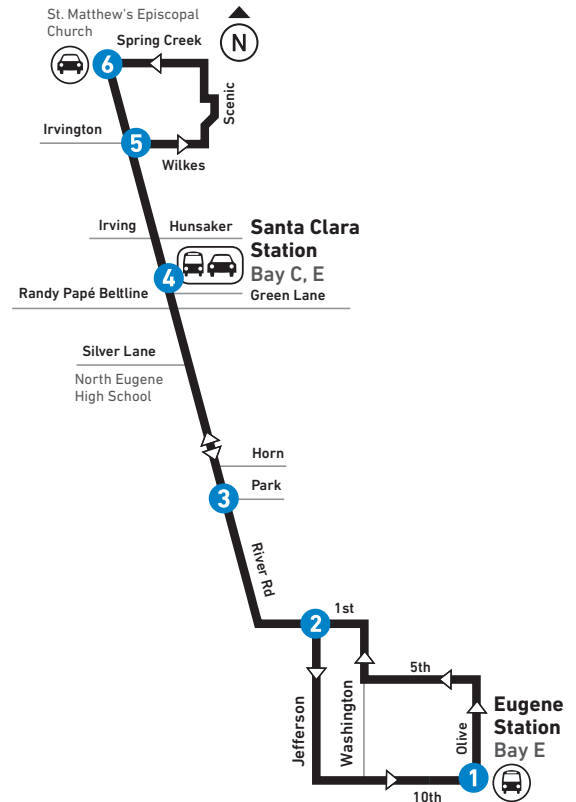 St. Matthew's Episcopal
Church
N
Spring Creek
6
Scenic
Irvington
5
Wilkes
Irving
Hunsaker
Santa Clara
Station
Bay C, E
4
Randy Papé Beltline
Green Lane
Silver Lane
North Eugene
High School
Horn
Park
3
River Rd
2
1st
5th
Jefferson
Washington
Olive
Eugene
Station
Bay E
1
10th